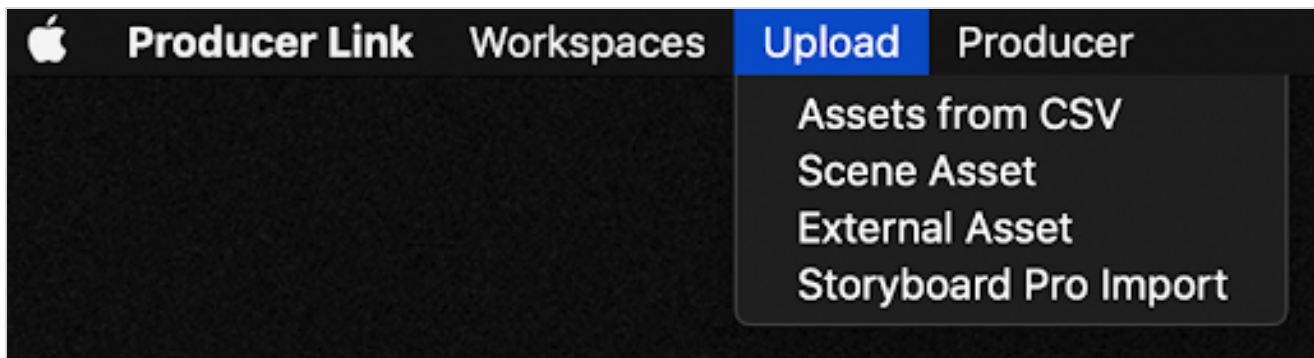 Producer Link Workspaces Upload Producer
Assets from CSV
Scene Asset
External Asset
Storyboard Pro Import